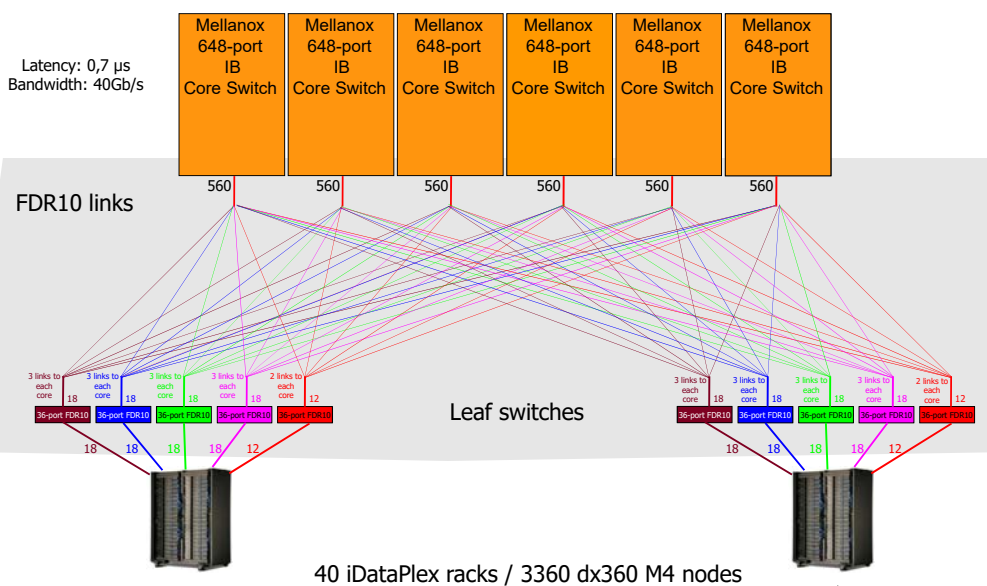 Mellanox
648-port
IB
Core Switch
Mellanox
648-port
IB
Core Switch
Mellanox
648-port
IB
Core Switch
Mellanox
648-port
IB
Core Switch
Mellanox
648-port
IB
Core Switch
Mellanox
648-port
IB
Core Switch
Latency: 0,7 µs
Bandwidth: 40Gb/s
560 560 560 560 560 560
FDR10 links
3 links to
each
core
18
3 links to
each
core
18
3 links to
each
core
18
3 links to
each
core
18
2 links to
each
core
12
3 links to
each
core
18
3 links to
each
core
18
3 links to
each
core
18
3 links to
each
core
18
2 links to
each
core
12
36-port FDR10 36-port FDR10 36-port FDR10 36-port FDR10 36-port FDR10
Leaf switches
36-port FDR10 36-port FDR10 36-port FDR10 36-port FDR10 36-port FDR10
18 18 18 18 12
18 18 18 18 12
40 iDataPlex racks / 3360 dx360 M4 nodes